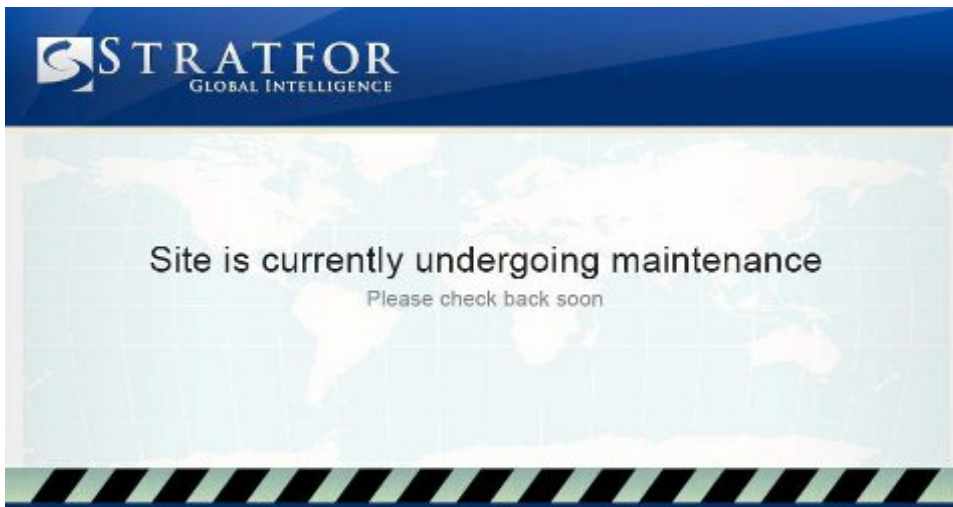 STRATFOR
GLOBAL INTELLIGENCE
Site is currently undergoing maintenance
Please check back soon